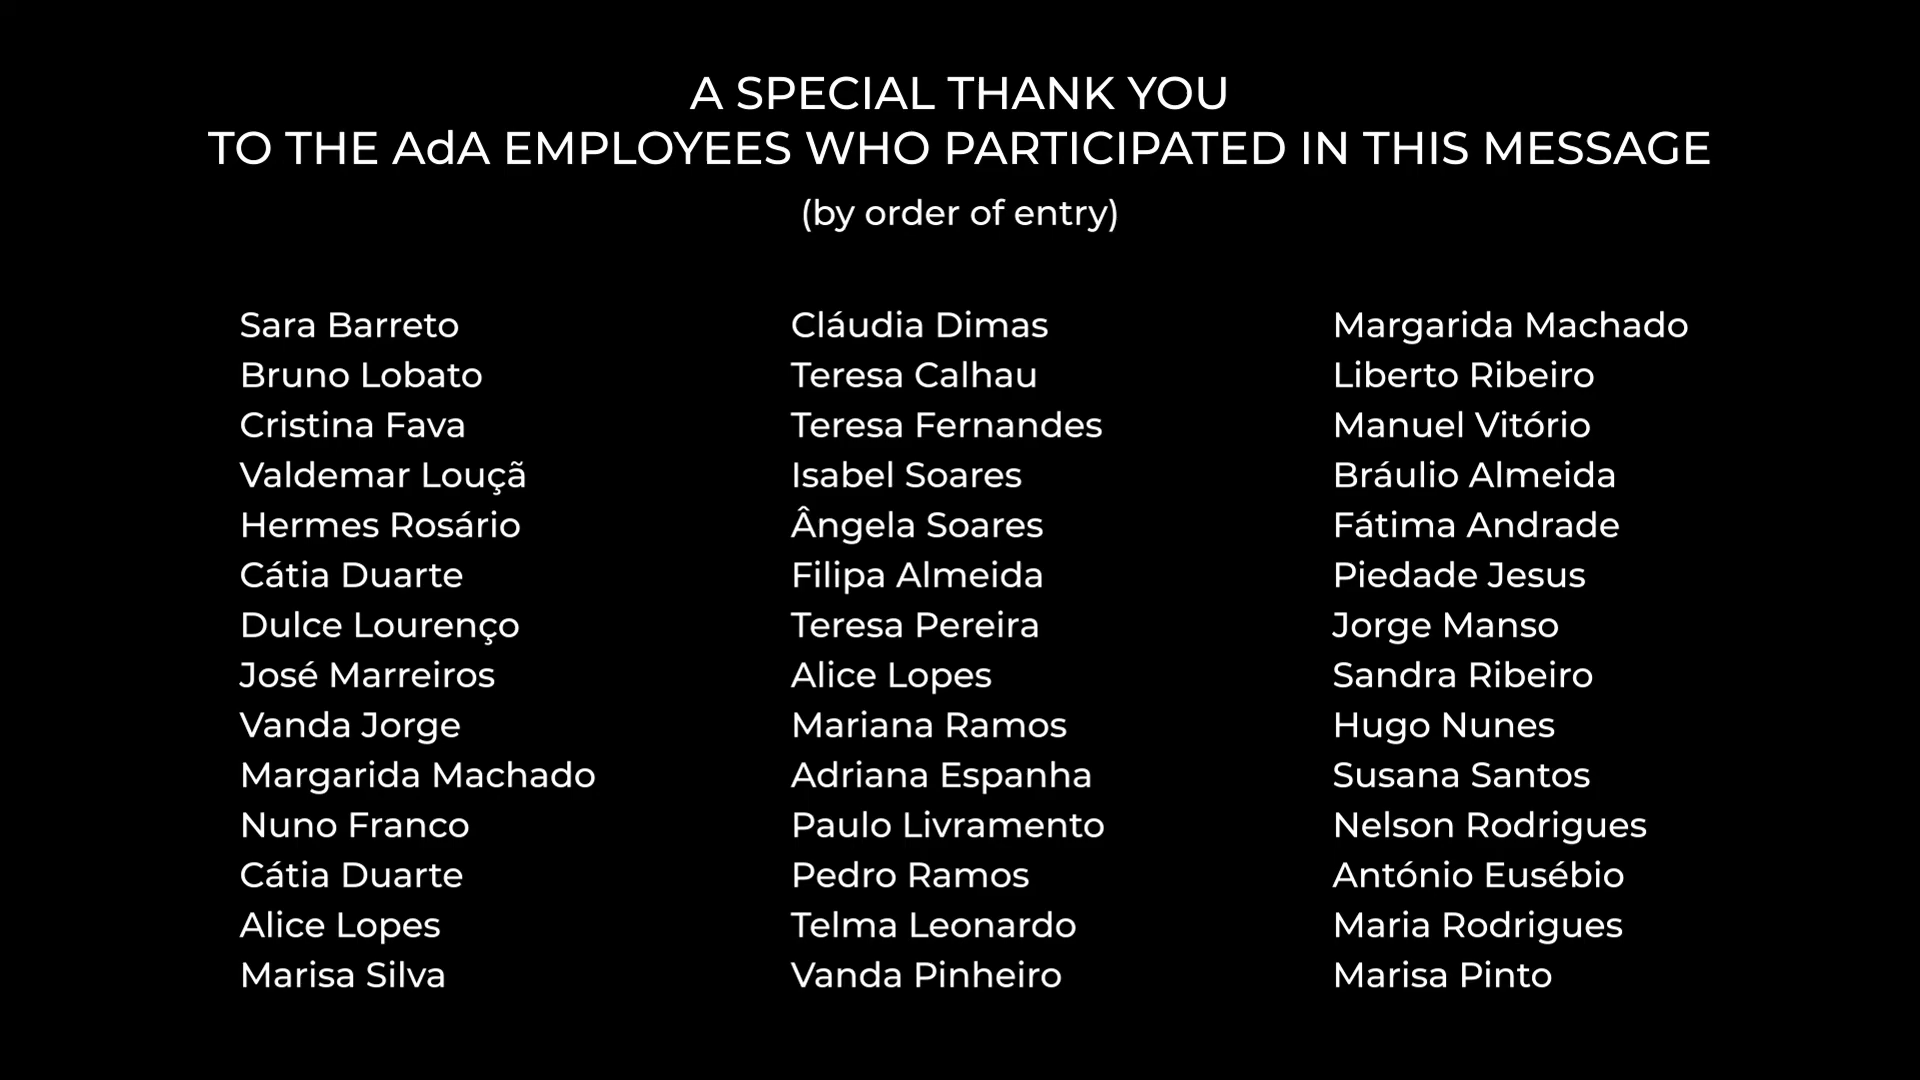 A SPECIAL THANK YOU
TO THE AdA EMPLOYEES WHO PARTICIPATED IN THIS MESSAGE
(by order of entry)
Sara Barreto
Bruno Lobato
Cristina Fava
Valdemar Louçã
Hermes Rosário
Cátia Duarte
Dulce Lourenço
José Marreiros
Vanda Jorge
Margarida Machado
Nuno Franco
Cátia Duarte
Alice Lopes
Marisa Silva
Cláudia Dimas
Teresa Calhau
Teresa Fernandes
Isabel Soares
Ângela Soares
Filipa Almeida
Teresa Pereira
Alice Lopes
Mariana Ramos
Adriana Espanha
Paulo Livramento
Pedro Ramos
Telma Leonardo
Vanda Pinheiro
Margarida Machado
Liberto Ribeiro
Manuel Vitório
Bráulio Almeida
Fátima Andrade
Piedade Jesus
Jorge Manso
Sandra Ribeiro
Hugo Nunes
Susana Santos
Nelson Rodrigues
António Eusébio
Maria Rodrigues
Marisa Pinto